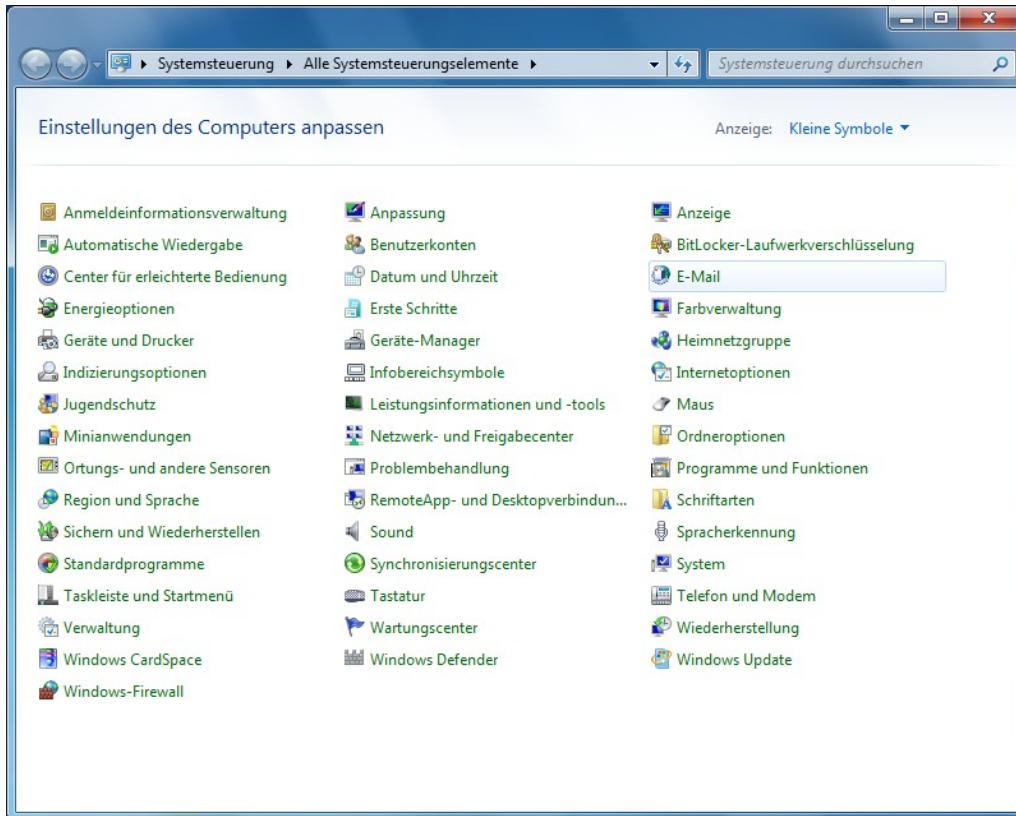 Systemsteuerung Alle Systemsteuerungselemente Systemsteuerung durchsuchen
Einstellungen des Computers anpassen Anzeige: Kleine Symbole
Anmeldeinformationsverwaltung Anpassung Anzeige
Automatische Wiedergabe Benutzerkonten BitLocker-Laufwerkverschlüsselung
Center für erleichterte Bedienung Datum und Uhrzeit E-Mail
Energieoptionen Erste Schritte Farbverwaltung
Geräte und Drucker Geräte-Manager Heimnetzgruppe
Indizierungsoptionen Infobereichsymbole Internetoptionen
Jugendschutz Leistungsinformationen und -tools Maus
Minianwendungen Netzwerk- und Freigabecenter Ordneroptionen
Ortungs- und andere Sensoren Problembehandlung Programme und Funktionen
Region und Sprache RemoteApp- und Desktopverbindun... Schriftarten
Sichern und Wiederherstellen Sound Spracherkennung
Standardprogramme Synchronisierungscenter System
Taskleiste und Startmenü Tastatur Telefon und Modem
Verwaltung Wartungscenter Wiederherstellung
Windows CardSpace Windows Defender Windows Update
Windows-Firewall